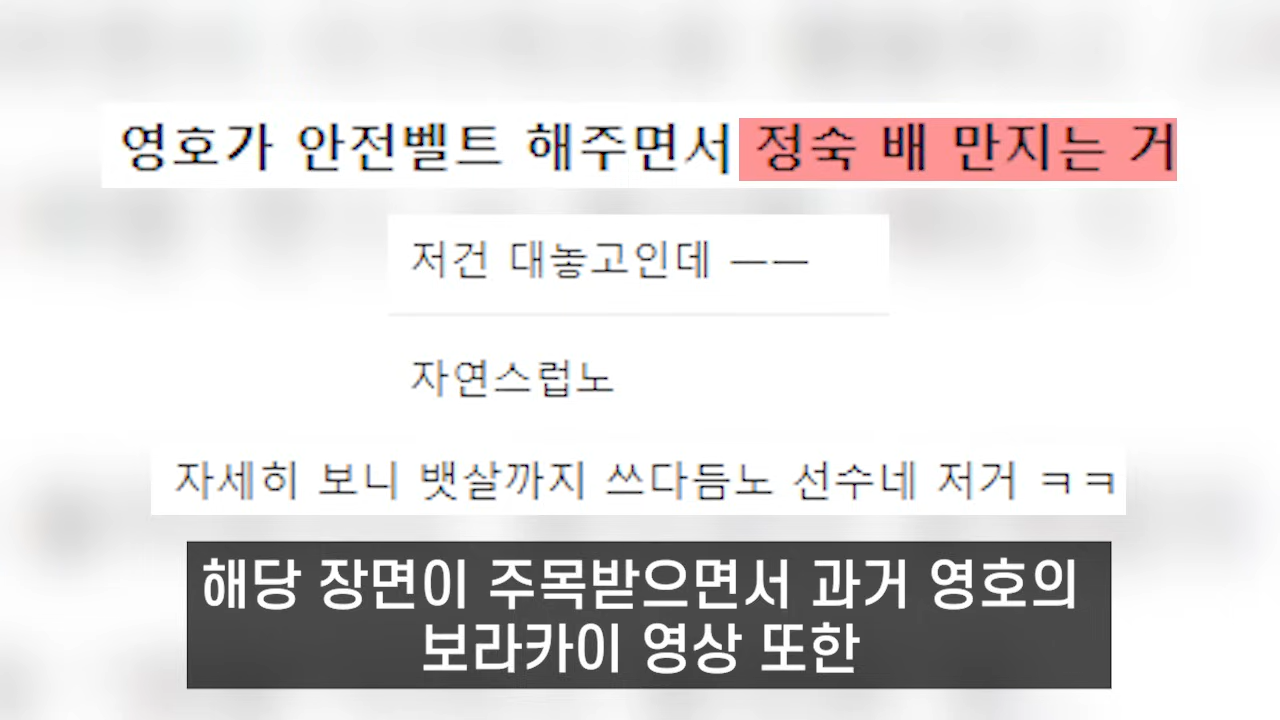 영호가 안전벨트 해주면서 정숙 배 만지는 거
저건 대놓고인데 ㅡㅡ
자연스럽노
자세히 보니 뱃살까지 쓰다듬노 선수네 저거 ㅋㅋ
해당 장면이 주목받으면서 과거 영호의
보라카이 영상 또한